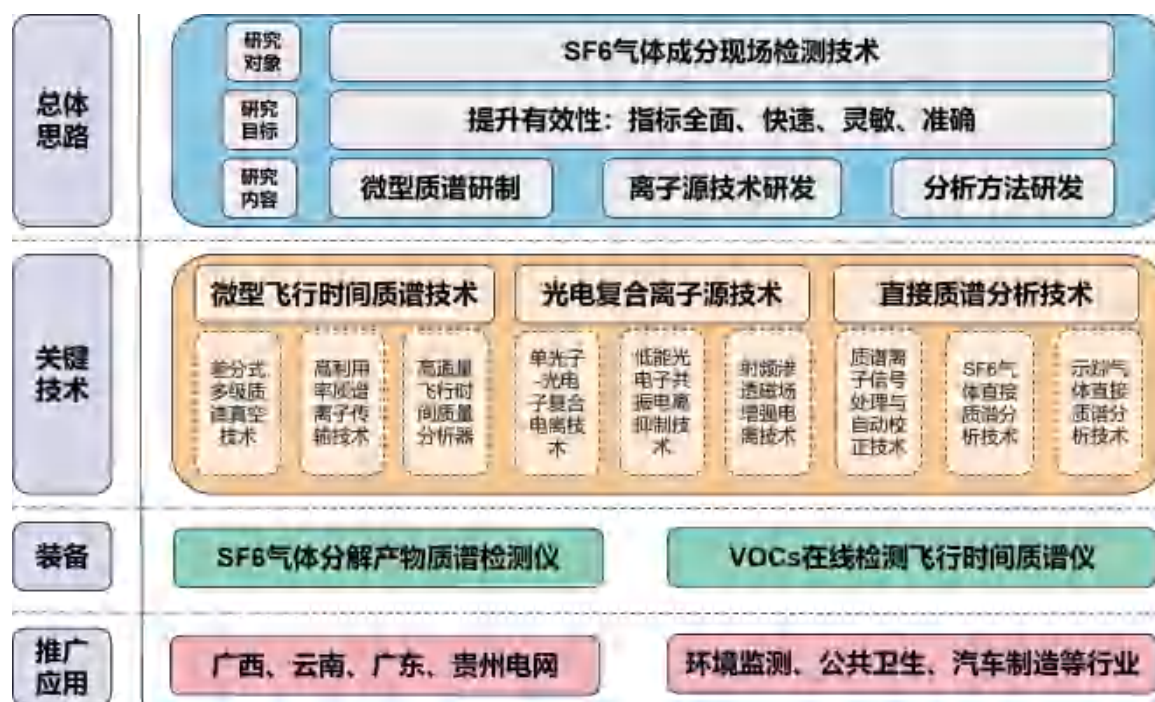 总体
思路
研究
对象
SF6气体成分现场检测技术
研究
目标
提升有效性：指标全面、快速、灵敏、准确
研究
内容
微型质谱研制
离子源技术研发
分析方法研发
关键
技术
微型飞行时间质谱技术
光电复合离子源技术
直接质谱分析技术
差分式
多级质
谱真空
技术
高利用
率质谱
离子传
输技术
高通量
飞行时
间质量
分析器
单光子
-光电
子复合
电离技
术
低能光
电子共
振电离
抑制技
术
射频渗
透磁场
增强电
离技术
质谱离
子信号
处理与
自动校
正技术
SF6气
体直接
质谱分
析技术
示踪气
体直接
质谱分
析技术
装备
SF6气体分解产物质谱检测仪
VOCs在线检测飞行时间质谱仪
推广
应用
广西、云南、广东、贵州电网
环境监测、公共卫生、汽车制造等行业